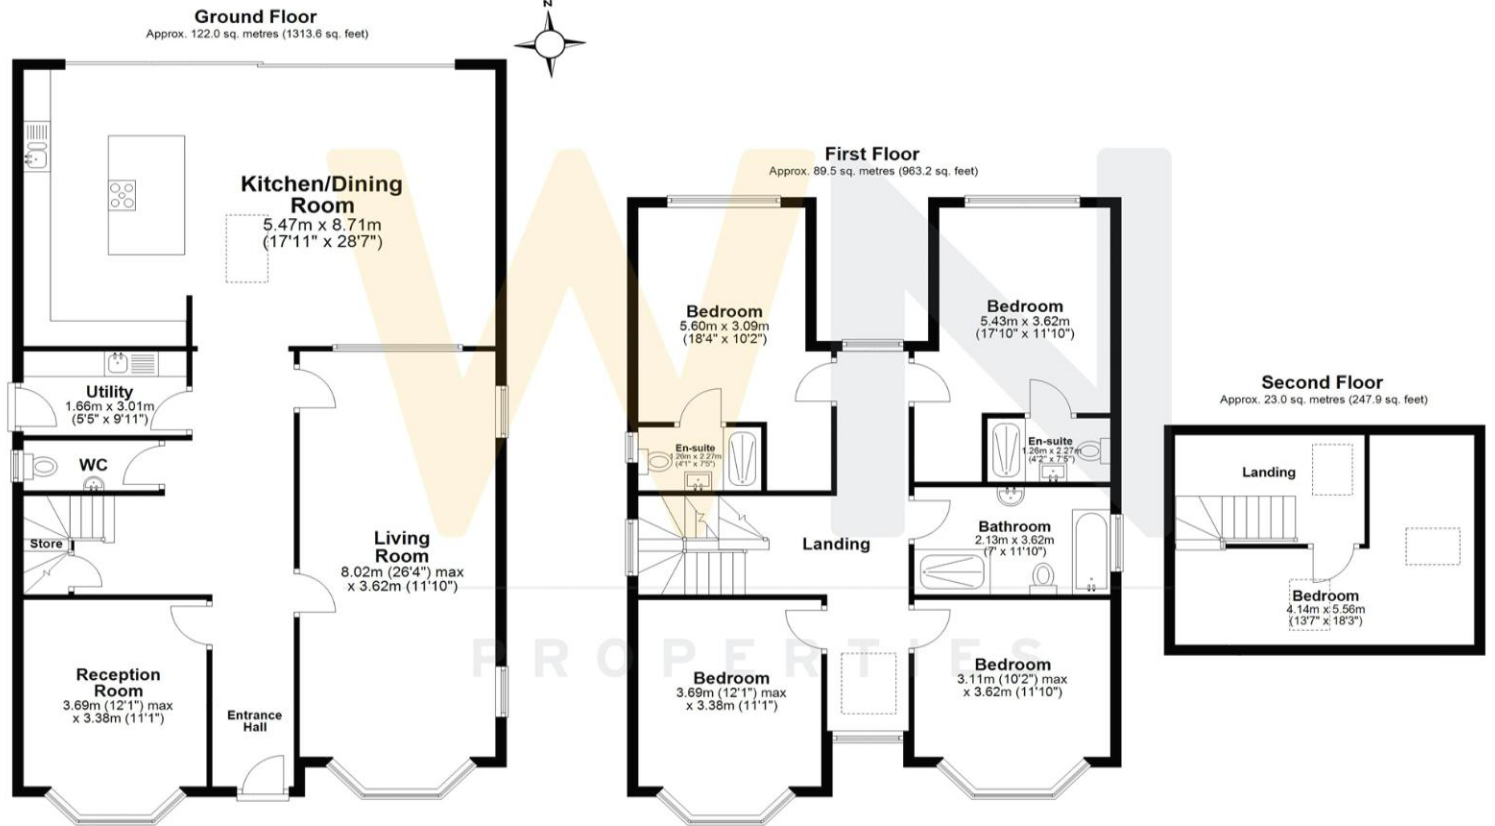 N
Ground Floor
Approx. 122.0 sq. metres (1313.6 sq. feet)
Kitchen/Dining
Room
5.47m x 8.71m
(17'11" x 28'7")
Utility
1.66m x 3.01m
(5'5" x 9'11")
WC
Store
Living
Room
8.02m (26'4") max
x 3.62m (11'10")
Reception
Room
3.69m (12'1") max
x 3.38m (11'1")
Entrance
Hall
First Floor
Approx. 89.5 sq. metres (963.2 sq. feet)
Bedroom
5.60m x 3.09m
(18'4" x 10'2")
Bedroom
5.43m x 3.62m
(17'10" x 11'10")
En-suite
1.26m x 2.27m
(4'1" x 7'5")
En-suite
1.28m x 2.27m
(4'2" x 7'5")
Bathroom
2.13m x 3.62m
(7' x 11'10")
Landing
Bedroom
3.69m (12'1") max
x 3.38m (11'1")
Bedroom
3.11m (10'2") max
x 3.62m (11'10")
Second Floor
Approx. 23.0 sq. metres (247.9 sq. feet)
Landing
Bedroom
4.14m x 5.56m
(13'7" x 18'3")
WN
PROPERTIES